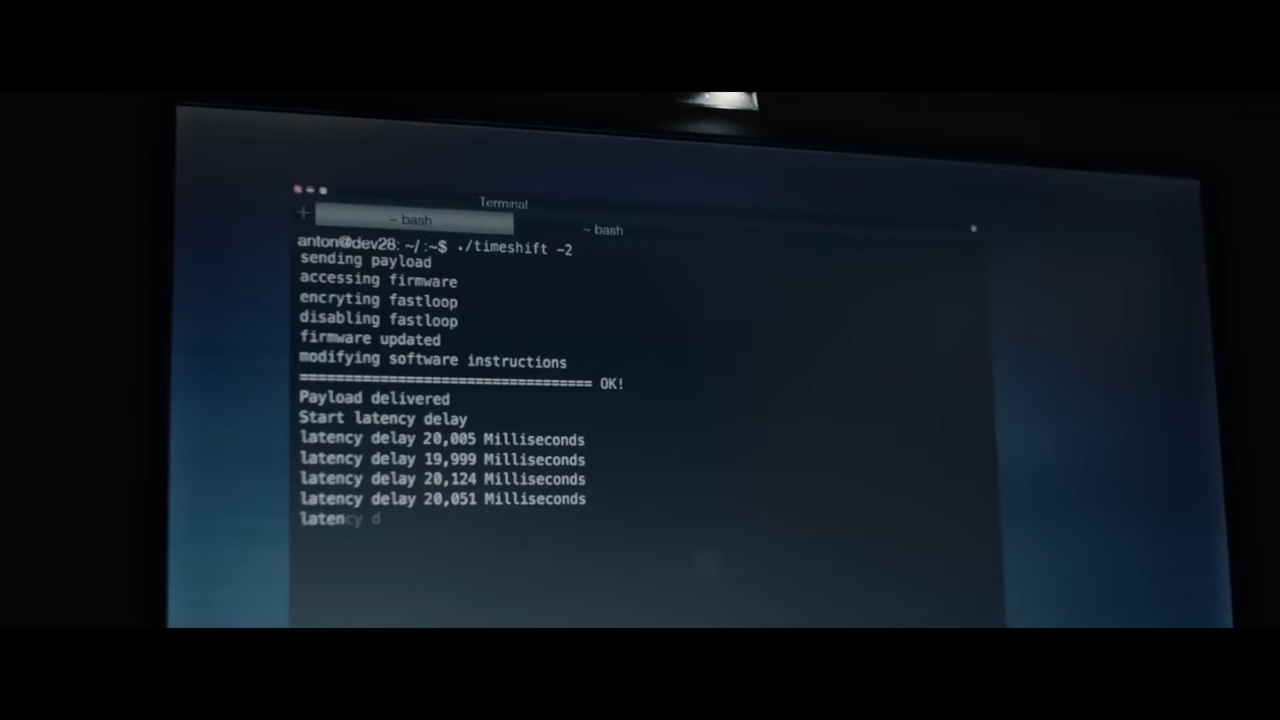 Terminal
~ bash
~ bash
anton@dev28: ~/ :~$ ./timeshift -2
sending payload
accessing firmware
encryting fastloop
disabling fastloop
firmware updated
modifying software instructions
================================= OK!
Payload delivered
Start latency delay
latency delay 20,005 Milliseconds
latency delay 19,999 Milliseconds
latency delay 20,124 Milliseconds
latency delay 20,051 Milliseconds
latency d